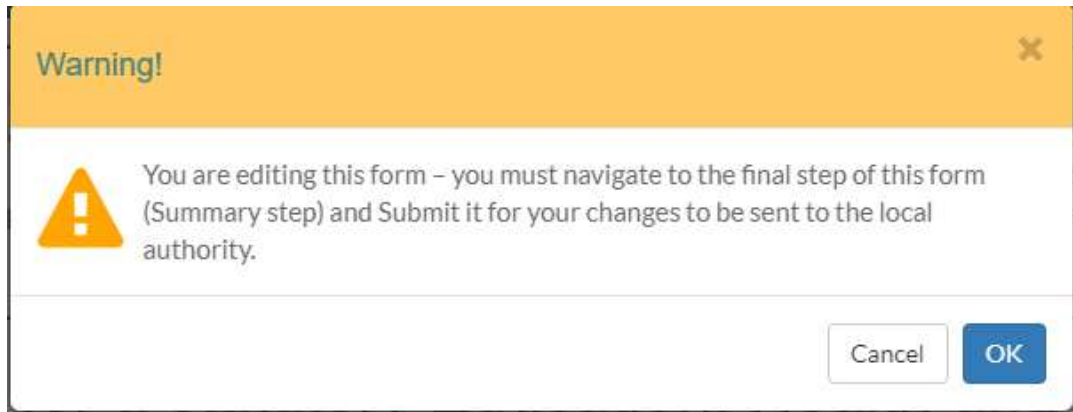 Warning!
You are editing this form – you must navigate to the final step of this form
(Summary step) and Submit it for your changes to be sent to the local
authority.
Cancel
OK